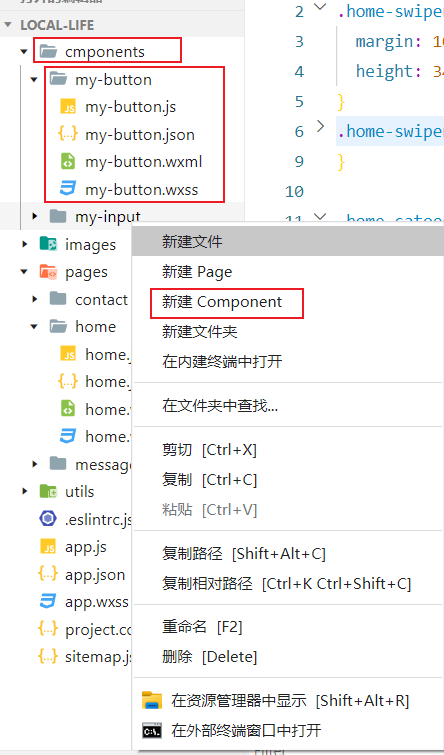 LOCAL-LIFE
cmponents
my-button
my-button.js
my-button.json
my-button.wxml
my-button.wxss
my-input
images
pages
contact
home
home.
home.
home.
home.
message
utils
.eslintrc.js
app.js
app.json
app.wxss
project.co
sitemap.js
2 .home-swiper
3 margin: 10
4 height: 34
5 }
6 .home-swiper
9 }
10
11
新建文件
新建 Page
新建 Component
新建文件夹
在内建终端中打开
在文件夹中查找...
剪切 [Ctrl+X]
复制 [Ctrl+C]
粘贴 [Ctrl+V]
复制路径 [Shift+Alt+C]
复制相对路径 [Ctrl+K Ctrl+Shift+C]
重命名 [F2]
删除 [Delete]
在资源管理器中显示 [Shift+Alt+R]
在外部终端窗口中打开